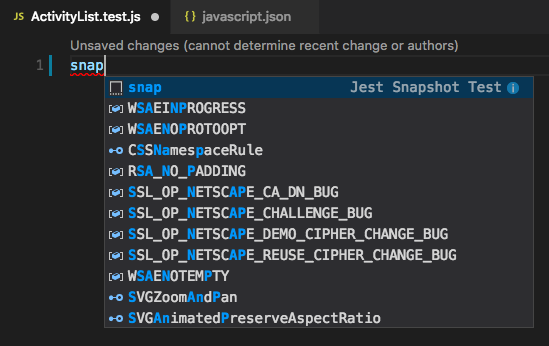 JS ActivityList.test.js ● {} javascript.json
Unsaved changes (cannot determine recent change or authors)
1 snap
snap Jest Snapshot Test
WSAEINPROGRESS
WSAENOPROTOOPT
CSSNamespaceRule
RSA_NO_PADDING
SSL_OP_NETSCAPE_CA_DN_BUG
SSL_OP_NETSCAPE_CHALLENGE_BUG
SSL_OP_NETSCAPE_DEMO_CIPHER_CHANGE_BUG
SSL_OP_NETSCAPE_REUSE_CIPHER_CHANGE_BUG
WSAENOTEMPTY
SVGZoomAndPan
SVGAnimatedPreserveAspectRatio